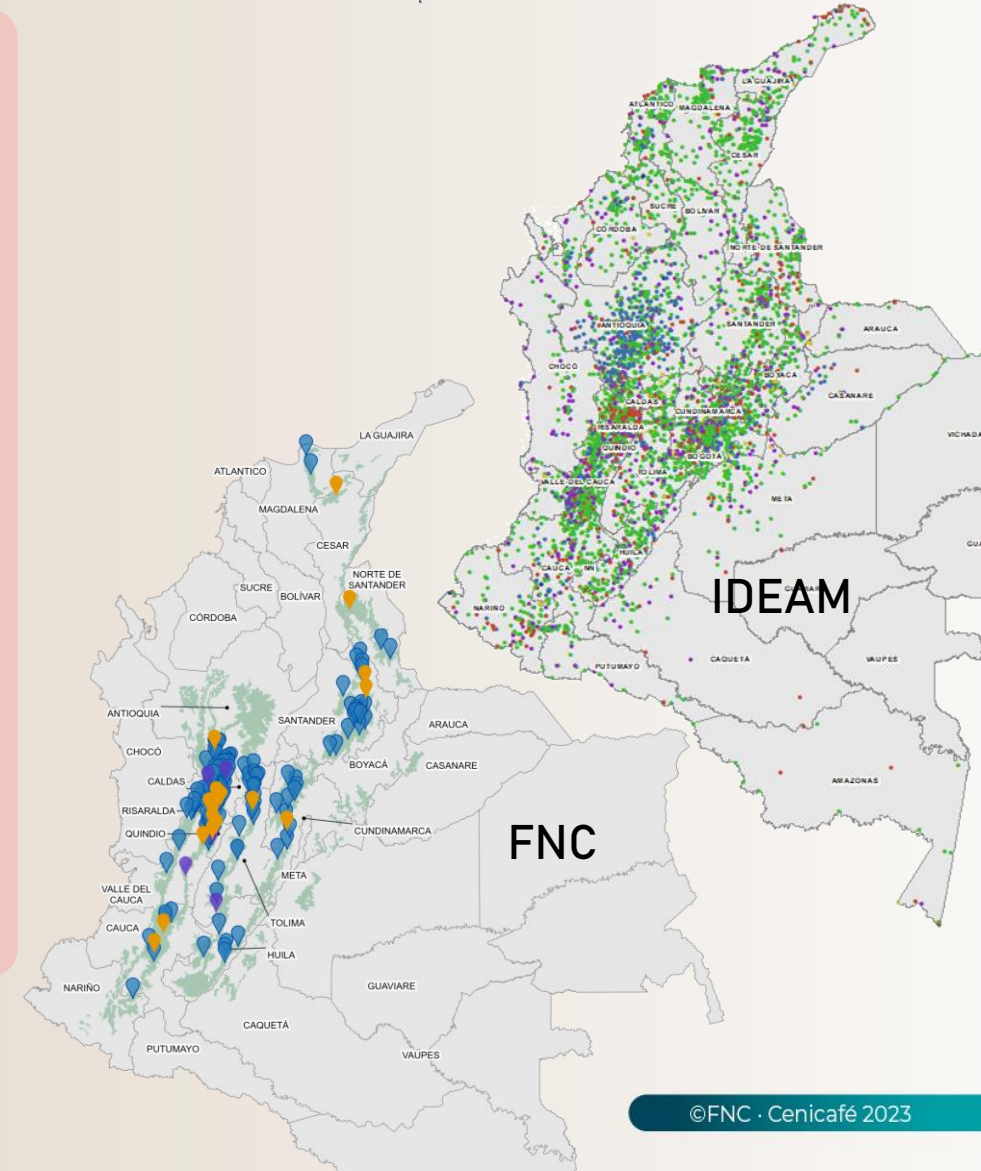 LA GUAJIRA
ATLANTICO
MAGDALENA
CESAR
SUCRE
BOLIVAR
CORDOBA
NORTE DE SANTANDER
ANTIOQUIA
SANTANDER
ARAUCA
CHOCO
BOYACA
CASANARE
CALDAS
CUNDINAMARCA
RISARALDA
QUINDIO
BOGOTA
VICHADA
TOLIMA
VALLE DEL CAUCA
META
HUILA
CAUCA
NN
IDEAM
NARIÑO
PUTUMAYO
CAQUETA
VAUPES
AMAZONAS
LA GUAJIRA
ATLANTICO
MAGDALENA
CESAR
NORTE DE
SANTANDER
SUCRE
BOLÍVAR
CÓRDOBA
ANTIOQUIA
SANTANDER
ARAUCA
CHOCÓ
BOYACÁ
CASANARE
CALDAS
RISARALDA
QUINDIO
CUNDINAMARCA
FNC
META
VALLE DEL
CAUCA
TOLIMA
CAUCA
HUILA
NARIÑO
GUAVIARE
CAQUETÁ
PUTUMAYO
VAUPES
©FNC · Cenicafé 2023